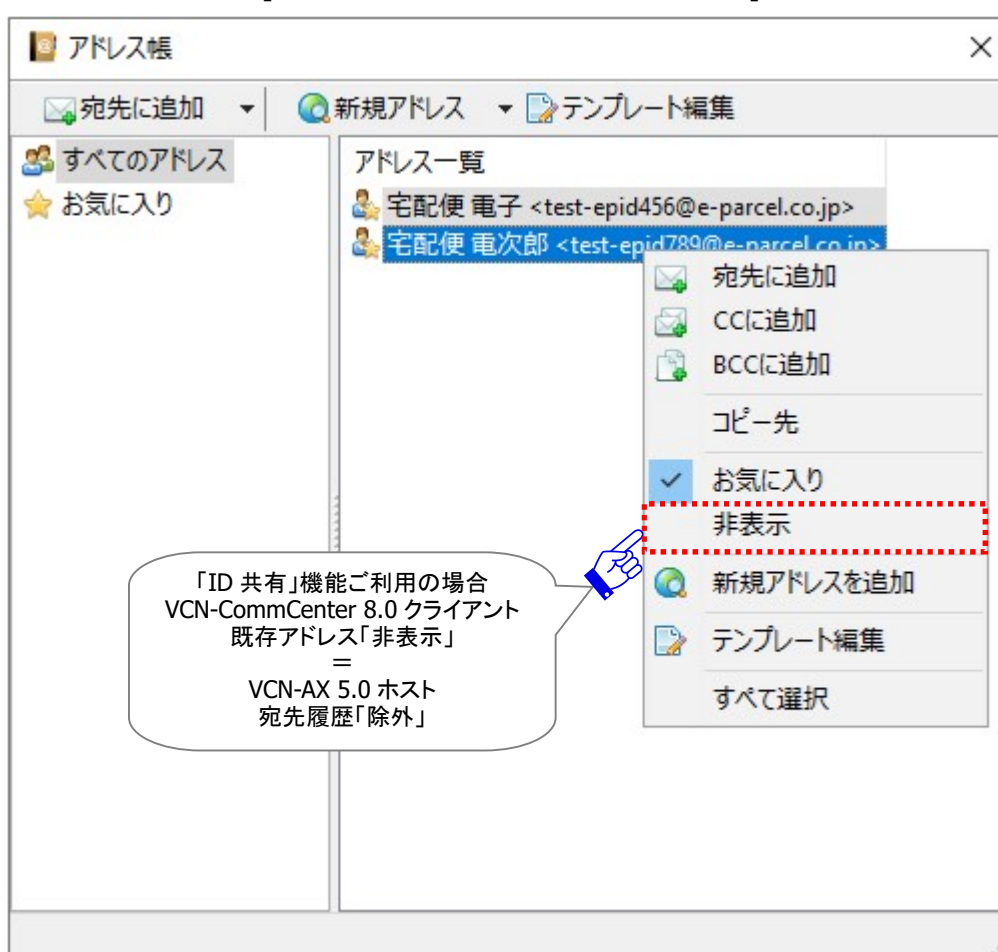 アドレス帳
宛先に追加 新規アドレス テンプレート編集
すべてのアドレス
お気に入り
アドレス一覧
宅配便 電子 <test-epid456@e-parcel.co.jp>
宅配便 電次郎 <test-epid789@e-parcel.co.jp>
宛先に追加
CCに追加
BCCに追加
コピー先
お気に入り
非表示
新規アドレスを追加
テンプレート編集
すべて選択
「ID 共有」機能ご利用の場合
VCN-CommCenter 8.0 クライアント
既存アドレス「非表示」
＝
VCN-AX 5.0 ホスト
宛先履歴「除外」